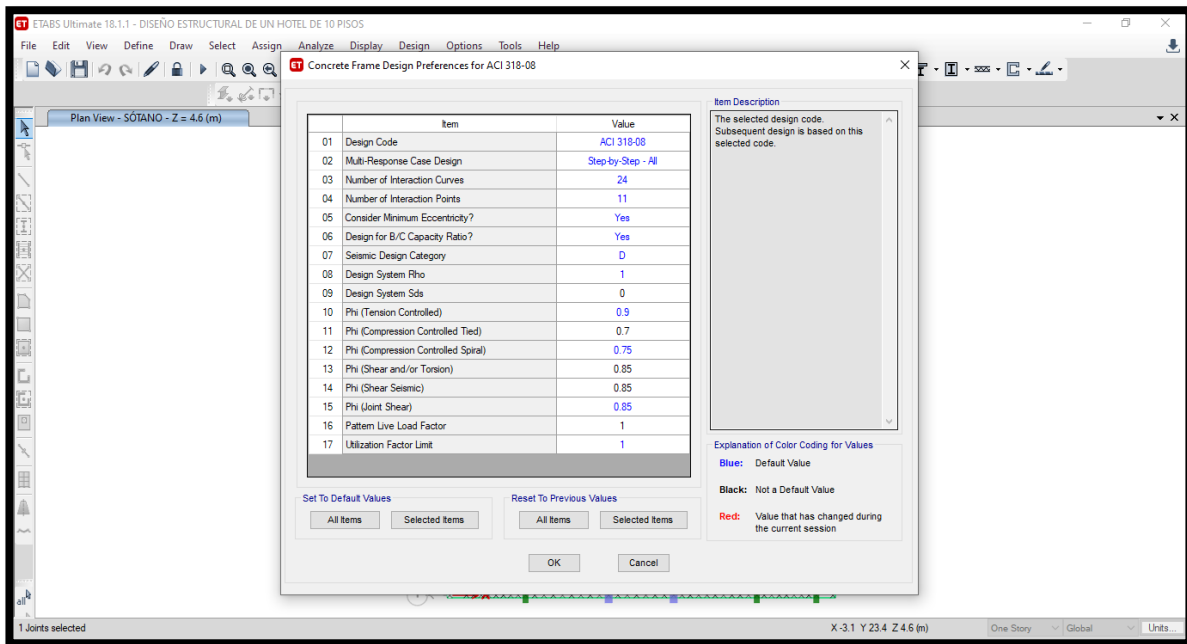 ET ETABS Ultimate 18.1.1 - DISEÑO ESTRUCTURAL DE UN HOTEL DE 10 PISOS
File Edit View Define Draw Select Assign Analyze Display Design Options Tools Help
ET Concrete Frame Design Preferences for ACI 318-08
Plan View - SÓTANO - Z = 4.6 (m)
Item Value
01 Design Code ACI 318-08
02 Multi-Response Case Design Step-by-Step - All
03 Number of Interaction Curves 24
04 Number of Interaction Points 11
05 Consider Minimum Eccentricity? Yes
06 Design for B/C Capacity Ratio? Yes
07 Seismic Design Category D
08 Design System Rho 1
09 Design System Sds 0
10 Phi (Tension Controlled) 0.9
11 Phi (Compression Controlled Tied) 0.7
12 Phi (Compression Controlled Spiral) 0.75
13 Phi (Shear and/or Torsion) 0.85
14 Phi (Shear Seismic) 0.85
15 Phi (Joint Shear) 0.85
16 Pattern Live Load Factor 1
17 Utilization Factor Limit 1
Item Description
The selected design code.
Subsequent design is based on this
selected code.
Explanation of Color Coding for Values
Blue: Default Value
Black: Not a Default Value
Red: Value that has changed during
the current session
Set To Default Values
All Items Selected Items
Reset To Previous Values
All Items Selected Items
OK Cancel
all
1 Joints selected
X -3.1 Y 23.4 Z 4.6 (m)
One Story Global Units...